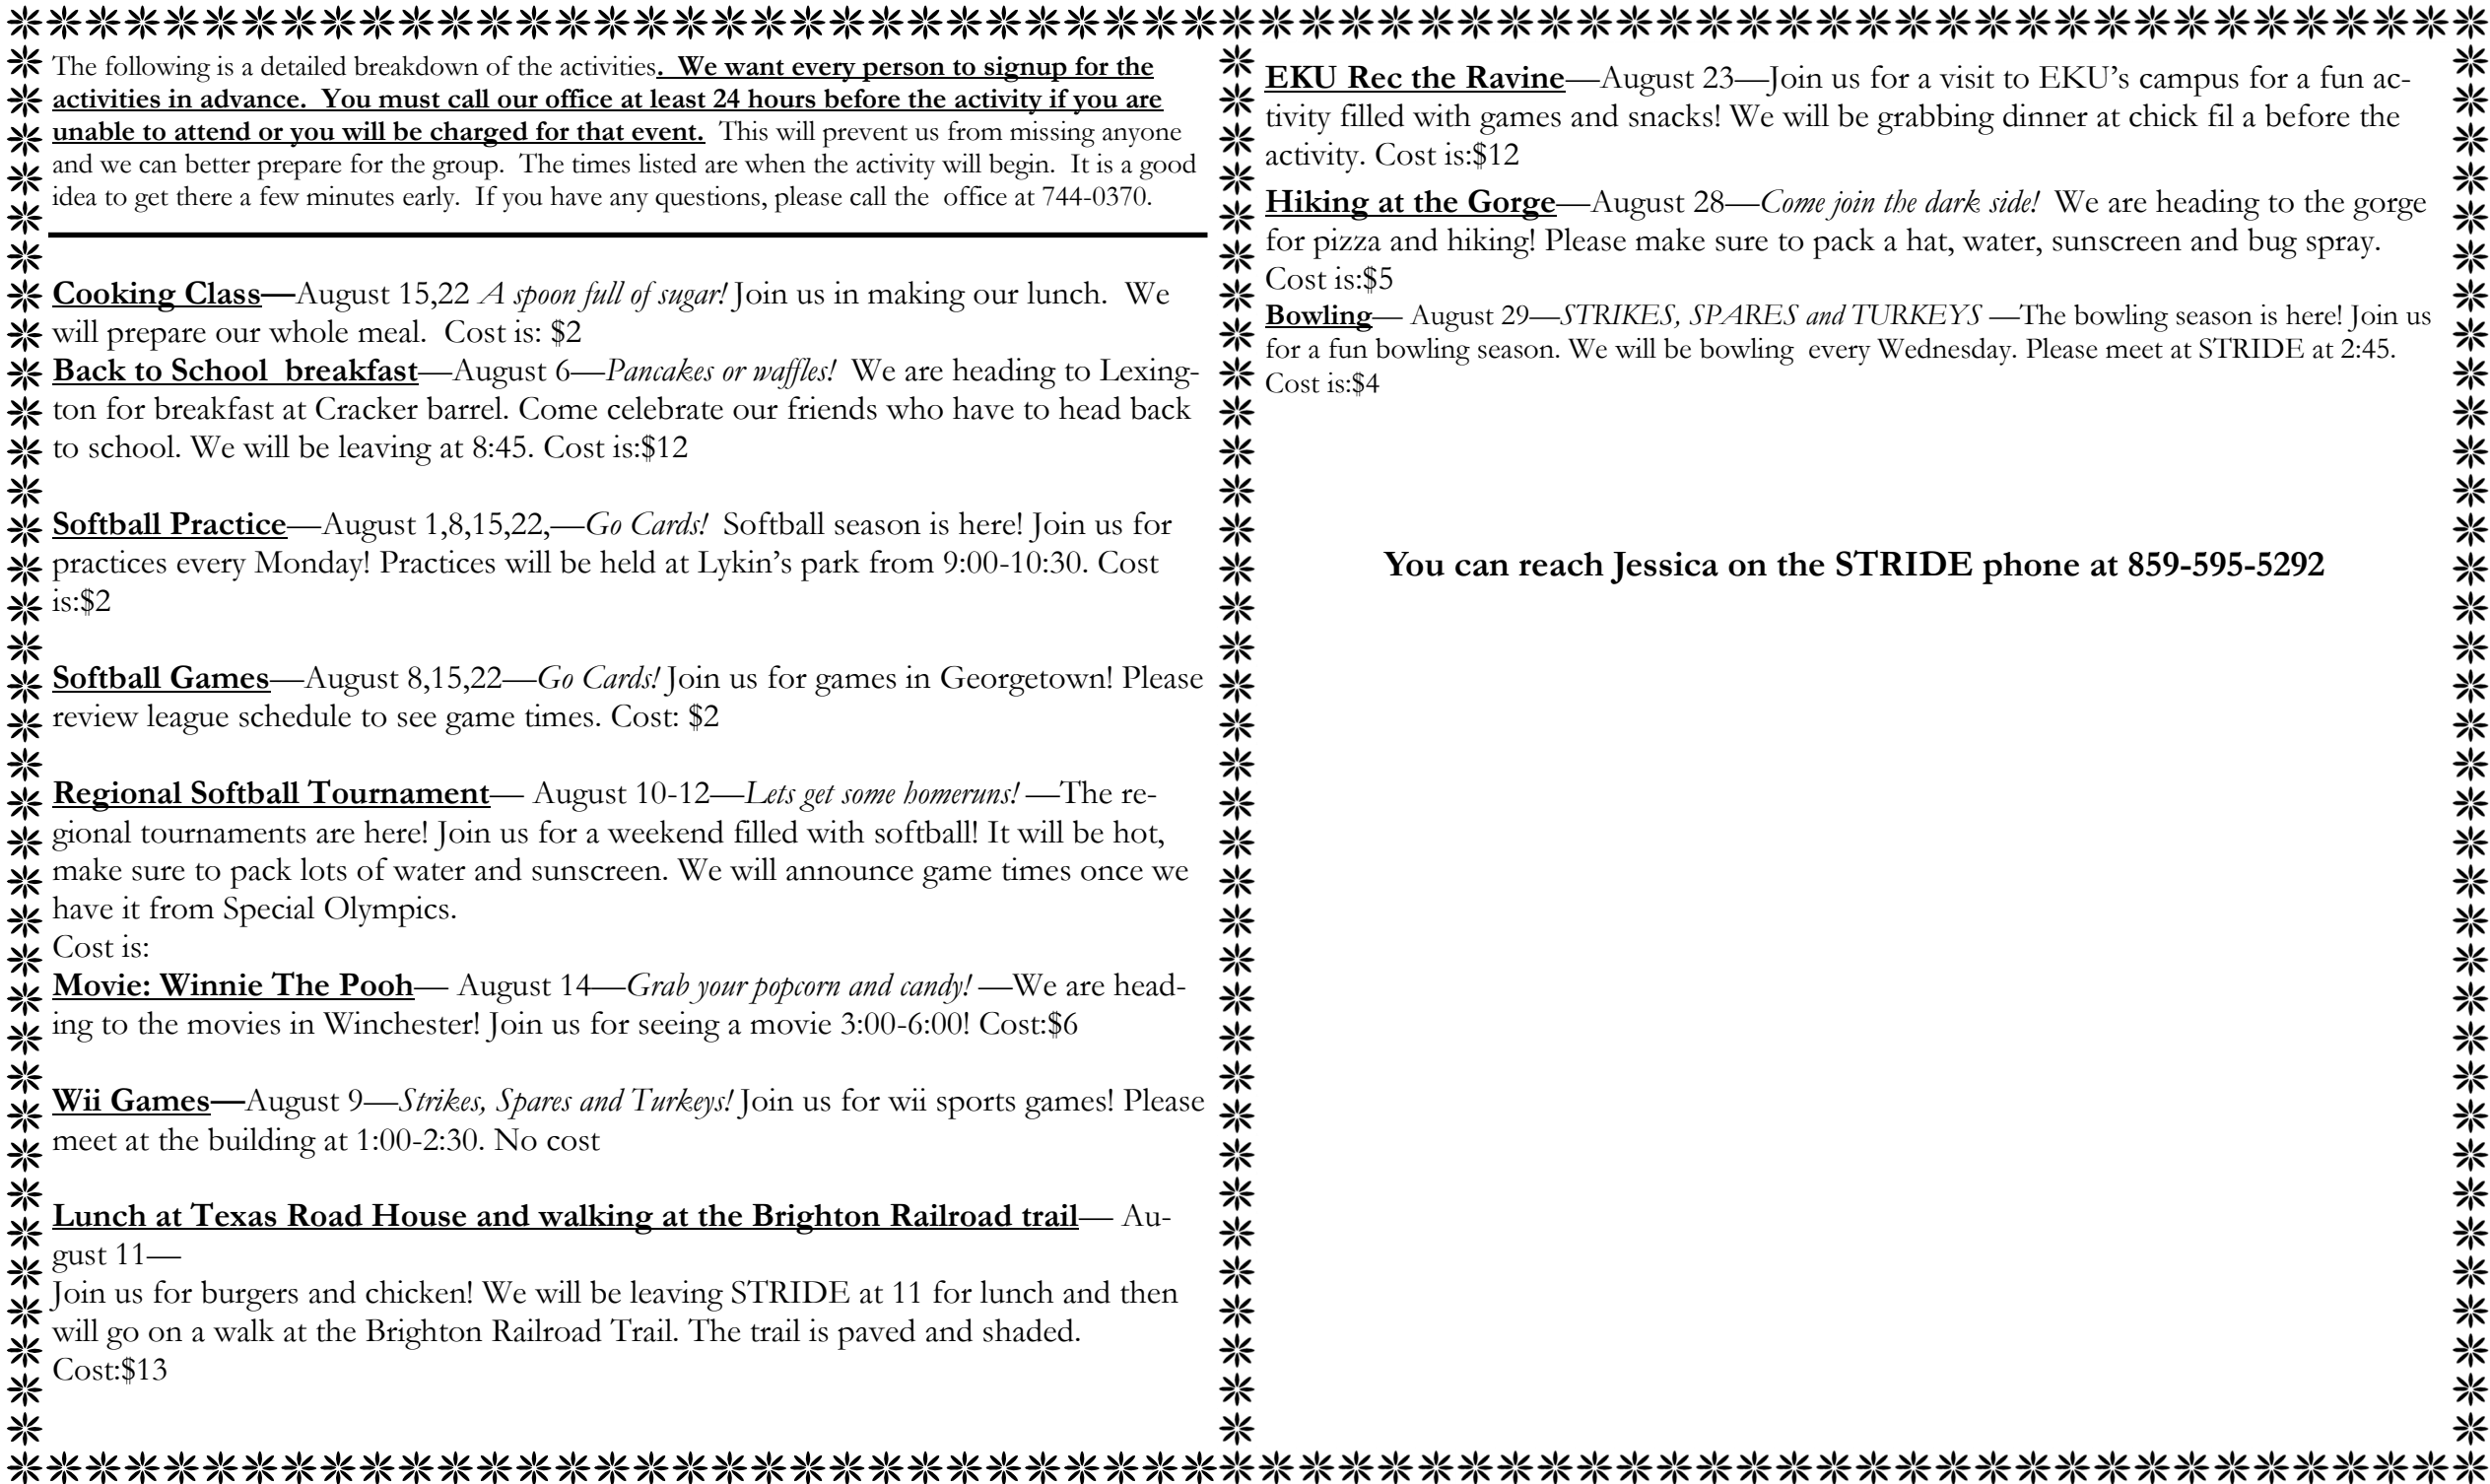 The following is a detailed breakdown of the activities.  We want every person to signup for the
activities in advance.  You must call our office at least 24 hours before the activity if you are
unable to attend or you will be charged for that event.  This will prevent us from missing anyone
and we can better prepare for the group.  The times listed are when the activity will begin.  It is a good
idea to get there a few minutes early.  If you have any questions, please call the  office at 744-0370.
Cooking Class—August 15,22 A spoon full of sugar! Join us in making our lunch.  We
will prepare our whole meal.  Cost is: $2
Back to School  breakfast—August 6—Pancakes or waffles!  We are heading to Lexing-
ton for breakfast at Cracker barrel. Come celebrate our friends who have to head back
to school. We will be leaving at 8:45. Cost is:$12
Softball Practice—August 1,8,15,22,—Go Cards!  Softball season is here! Join us for
practices every Monday! Practices will be held at Lykin’s park from 9:00-10:30. Cost
is:$2
Softball Games—August 8,15,22—Go Cards! Join us for games in Georgetown! Please
review league schedule to see game times. Cost: $2
Regional Softball Tournament— August 10-12—Lets get some homeruns! —The re-
gional tournaments are here! Join us for a weekend filled with softball! It will be hot,
make sure to pack lots of water and sunscreen. We will announce game times once we
have it from Special Olympics.
Cost is:
Movie: Winnie The Pooh— August 14—Grab your popcorn and candy! —We are head-
ing to the movies in Winchester! Join us for seeing a movie 3:00-6:00! Cost:$6
Wii Games—August 9—Strikes, Spares and Turkeys! Join us for wii sports games! Please
meet at the building at 1:00-2:30. No cost
Lunch at Texas Road House and walking at the Brighton Railroad trail— Au-
gust 11—
Join us for burgers and chicken! We will be leaving STRIDE at 11 for lunch and then
will go on a walk at the Brighton Railroad Trail. The trail is paved and shaded.
Cost:$13
EKU Rec the Ravine—August 23—Join us for a visit to EKU’s campus for a fun ac-
tivity filled with games and snacks! We will be grabbing dinner at chick fil a before the
activity. Cost is:$12
Hiking at the Gorge—August 28—Come join the dark side!  We are heading to the gorge
for pizza and hiking! Please make sure to pack a hat, water, sunscreen and bug spray.
Cost is:$5
Bowling— August 29—STRIKES, SPARES and TURKEYS —The bowling season is here! Join us
for a fun bowling season. We will be bowling  every Wednesday. Please meet at STRIDE at 2:45.
Cost is:$4
You can reach Jessica on the STRIDE phone at 859-595-5292